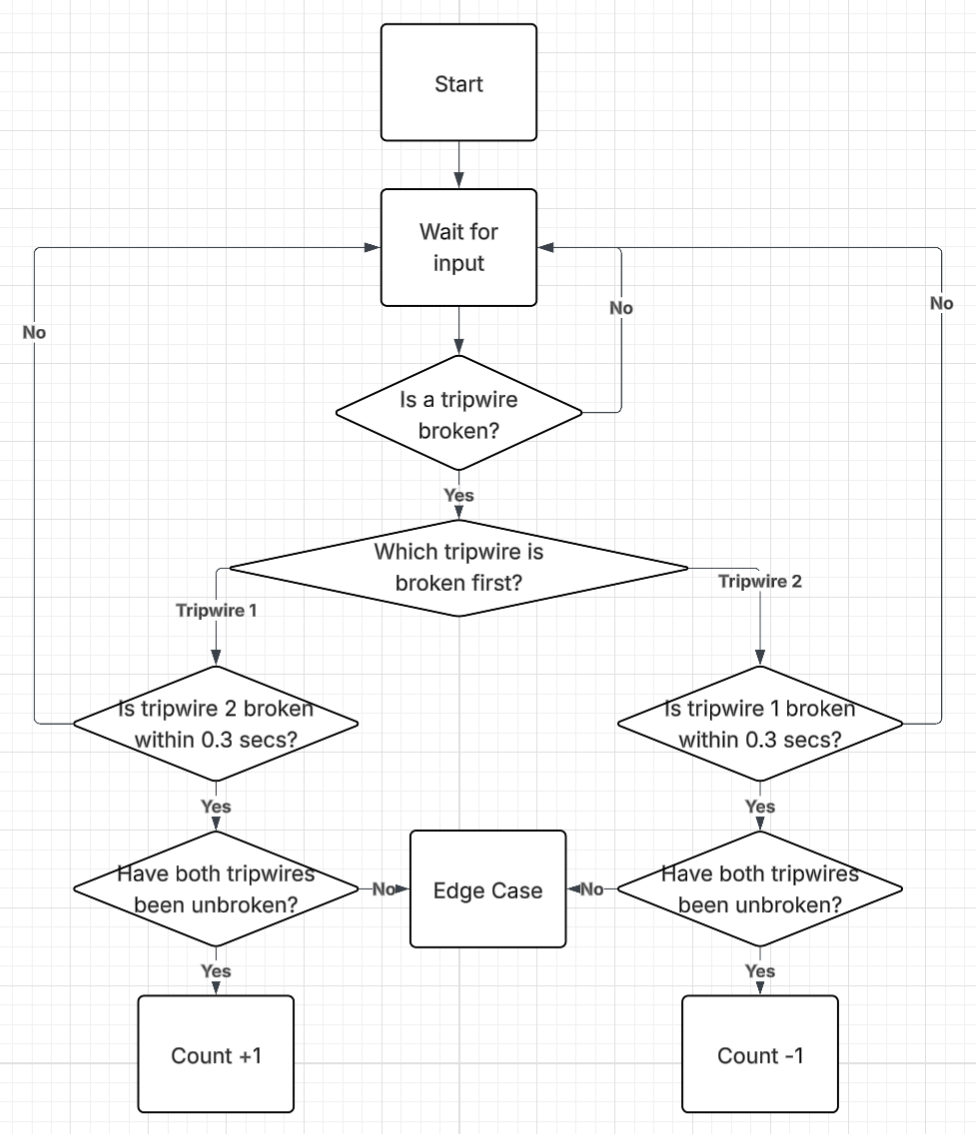 Start
Wait for
input
No
No
No
Is a tripwire
broken?
Yes
Which tripwire is
broken first?
Tripwire 1
Tripwire 2
Is tripwire 2 broken
within 0.3 secs?
Is tripwire 1 broken
within 0.3 secs?
Yes
Yes
Have both tripwires
been unbroken?
No
Edge Case
No
Have both tripwires
been unbroken?
Yes
Yes
Count +1
Count -1